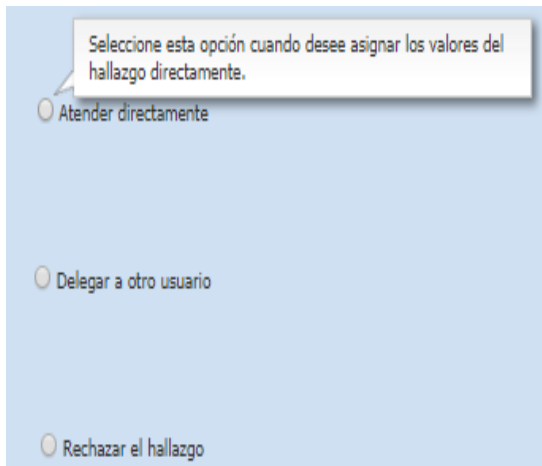 Seleccione esta opción cuando desee asignar los valores del
hallazgo directamente.
Atender directamente
Delegar a otro usuario
Rechazar el hallazgo